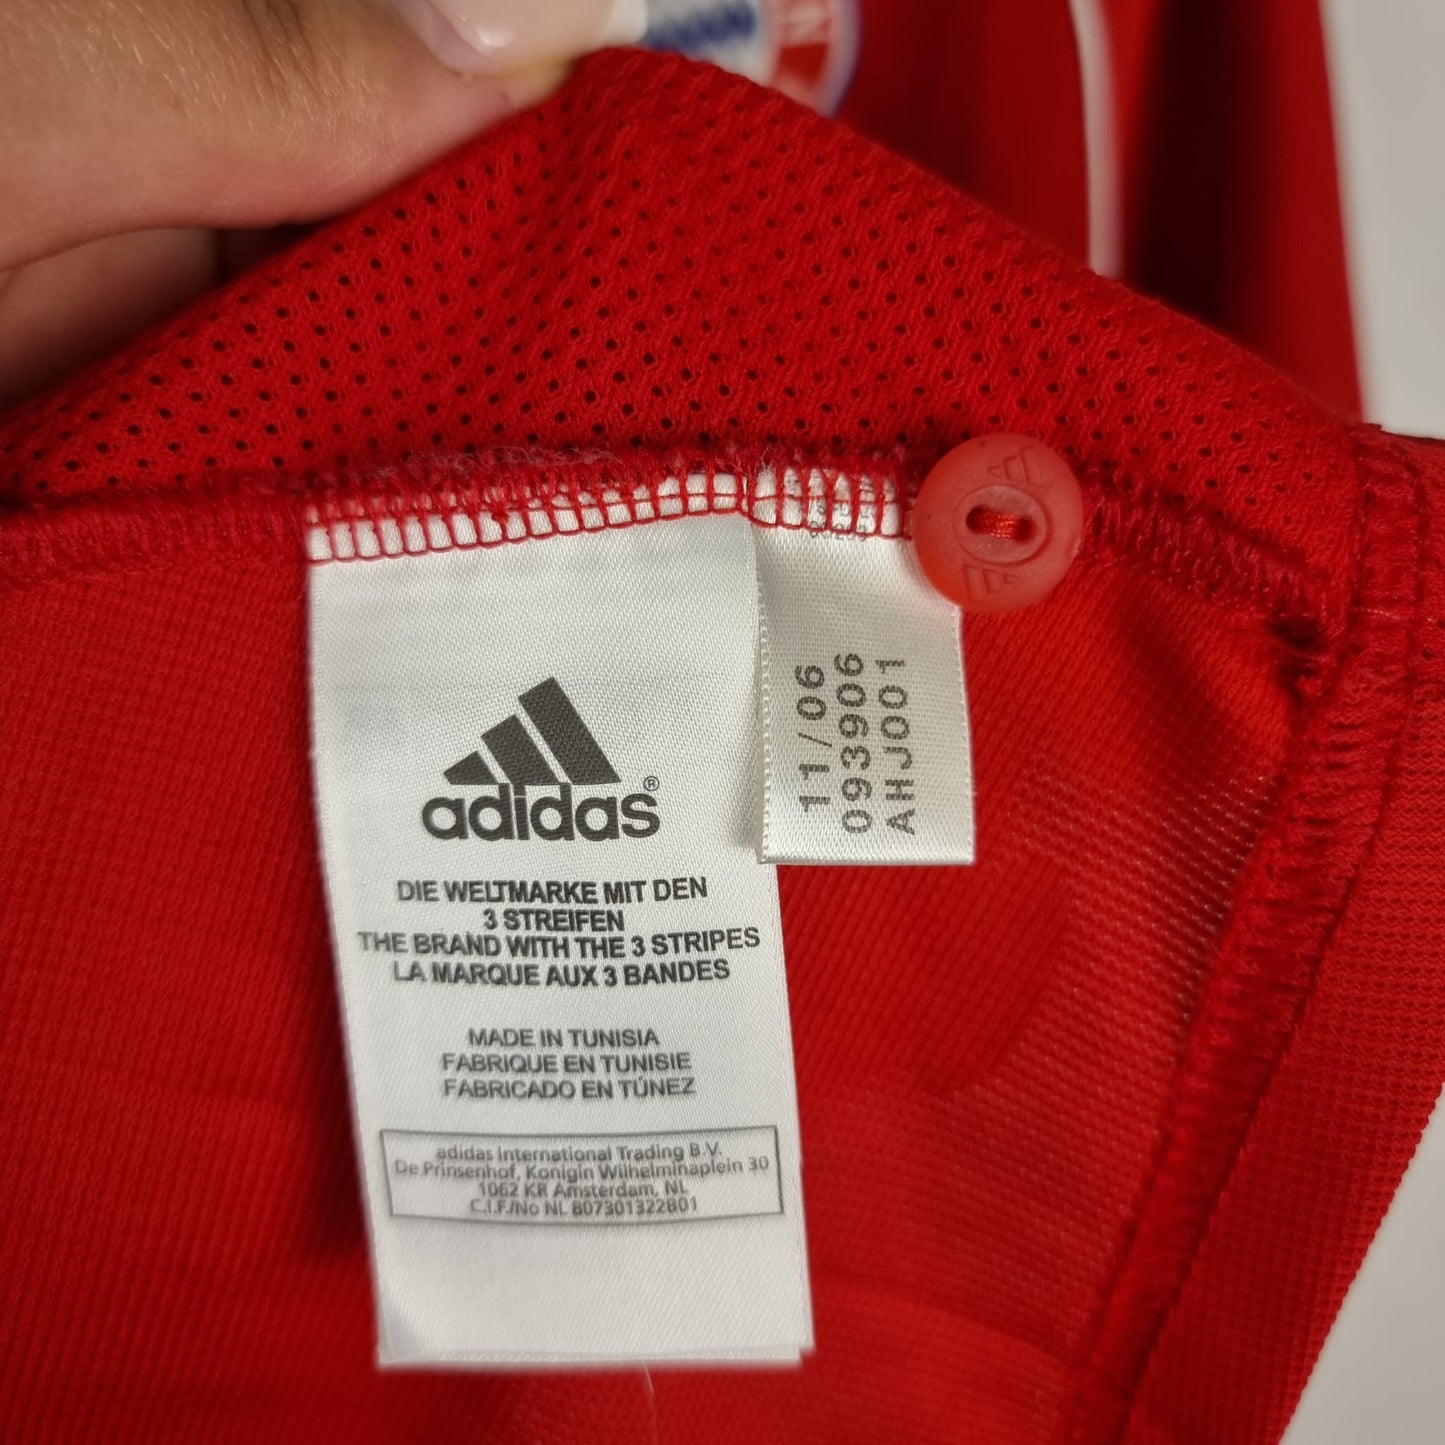 adidas®
DIE WELTMARKE MIT DEN
3 STREIFEN
THE BRAND WITH THE 3 STRIPES
LA MARQUE AUX 3 BANDES
MADE IN TUNISIA
FABRIQUE EN TUNISIE
FABRICADO EN TÚNEZ
adidas International Trading B.V.
De Prinsenhof, Konigin Wilhelminaplein 30
1062 KR Amsterdam, NL
C.I.F/No NL 807301322B01
11/06
093906
AHJ001